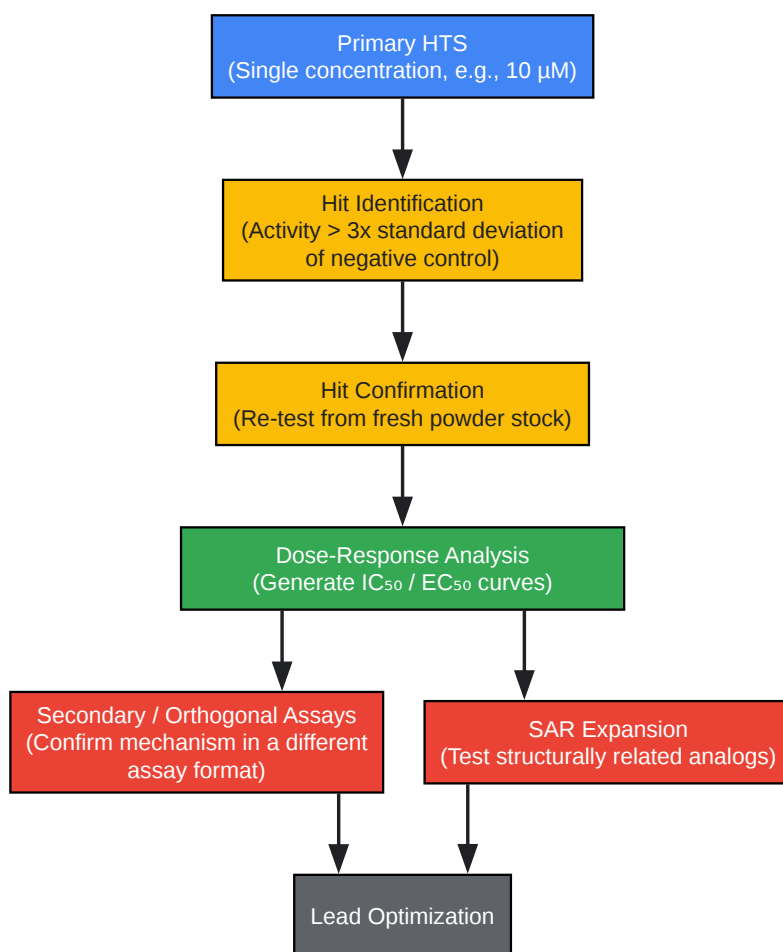 Primary HTS
(Single concentration, e.g., 10 µM)
Hit Identification
(Activity > 3x standard deviation
of negative control)
Hit Confirmation
(Re-test from fresh powder stock)
Dose-Response Analysis
(Generate IC₅₀ / EC₅₀ curves)
Secondary / Orthogonal Assays
(Confirm mechanism in a different
assay format)
SAR Expansion
(Test structurally related analogs)
Lead Optimization